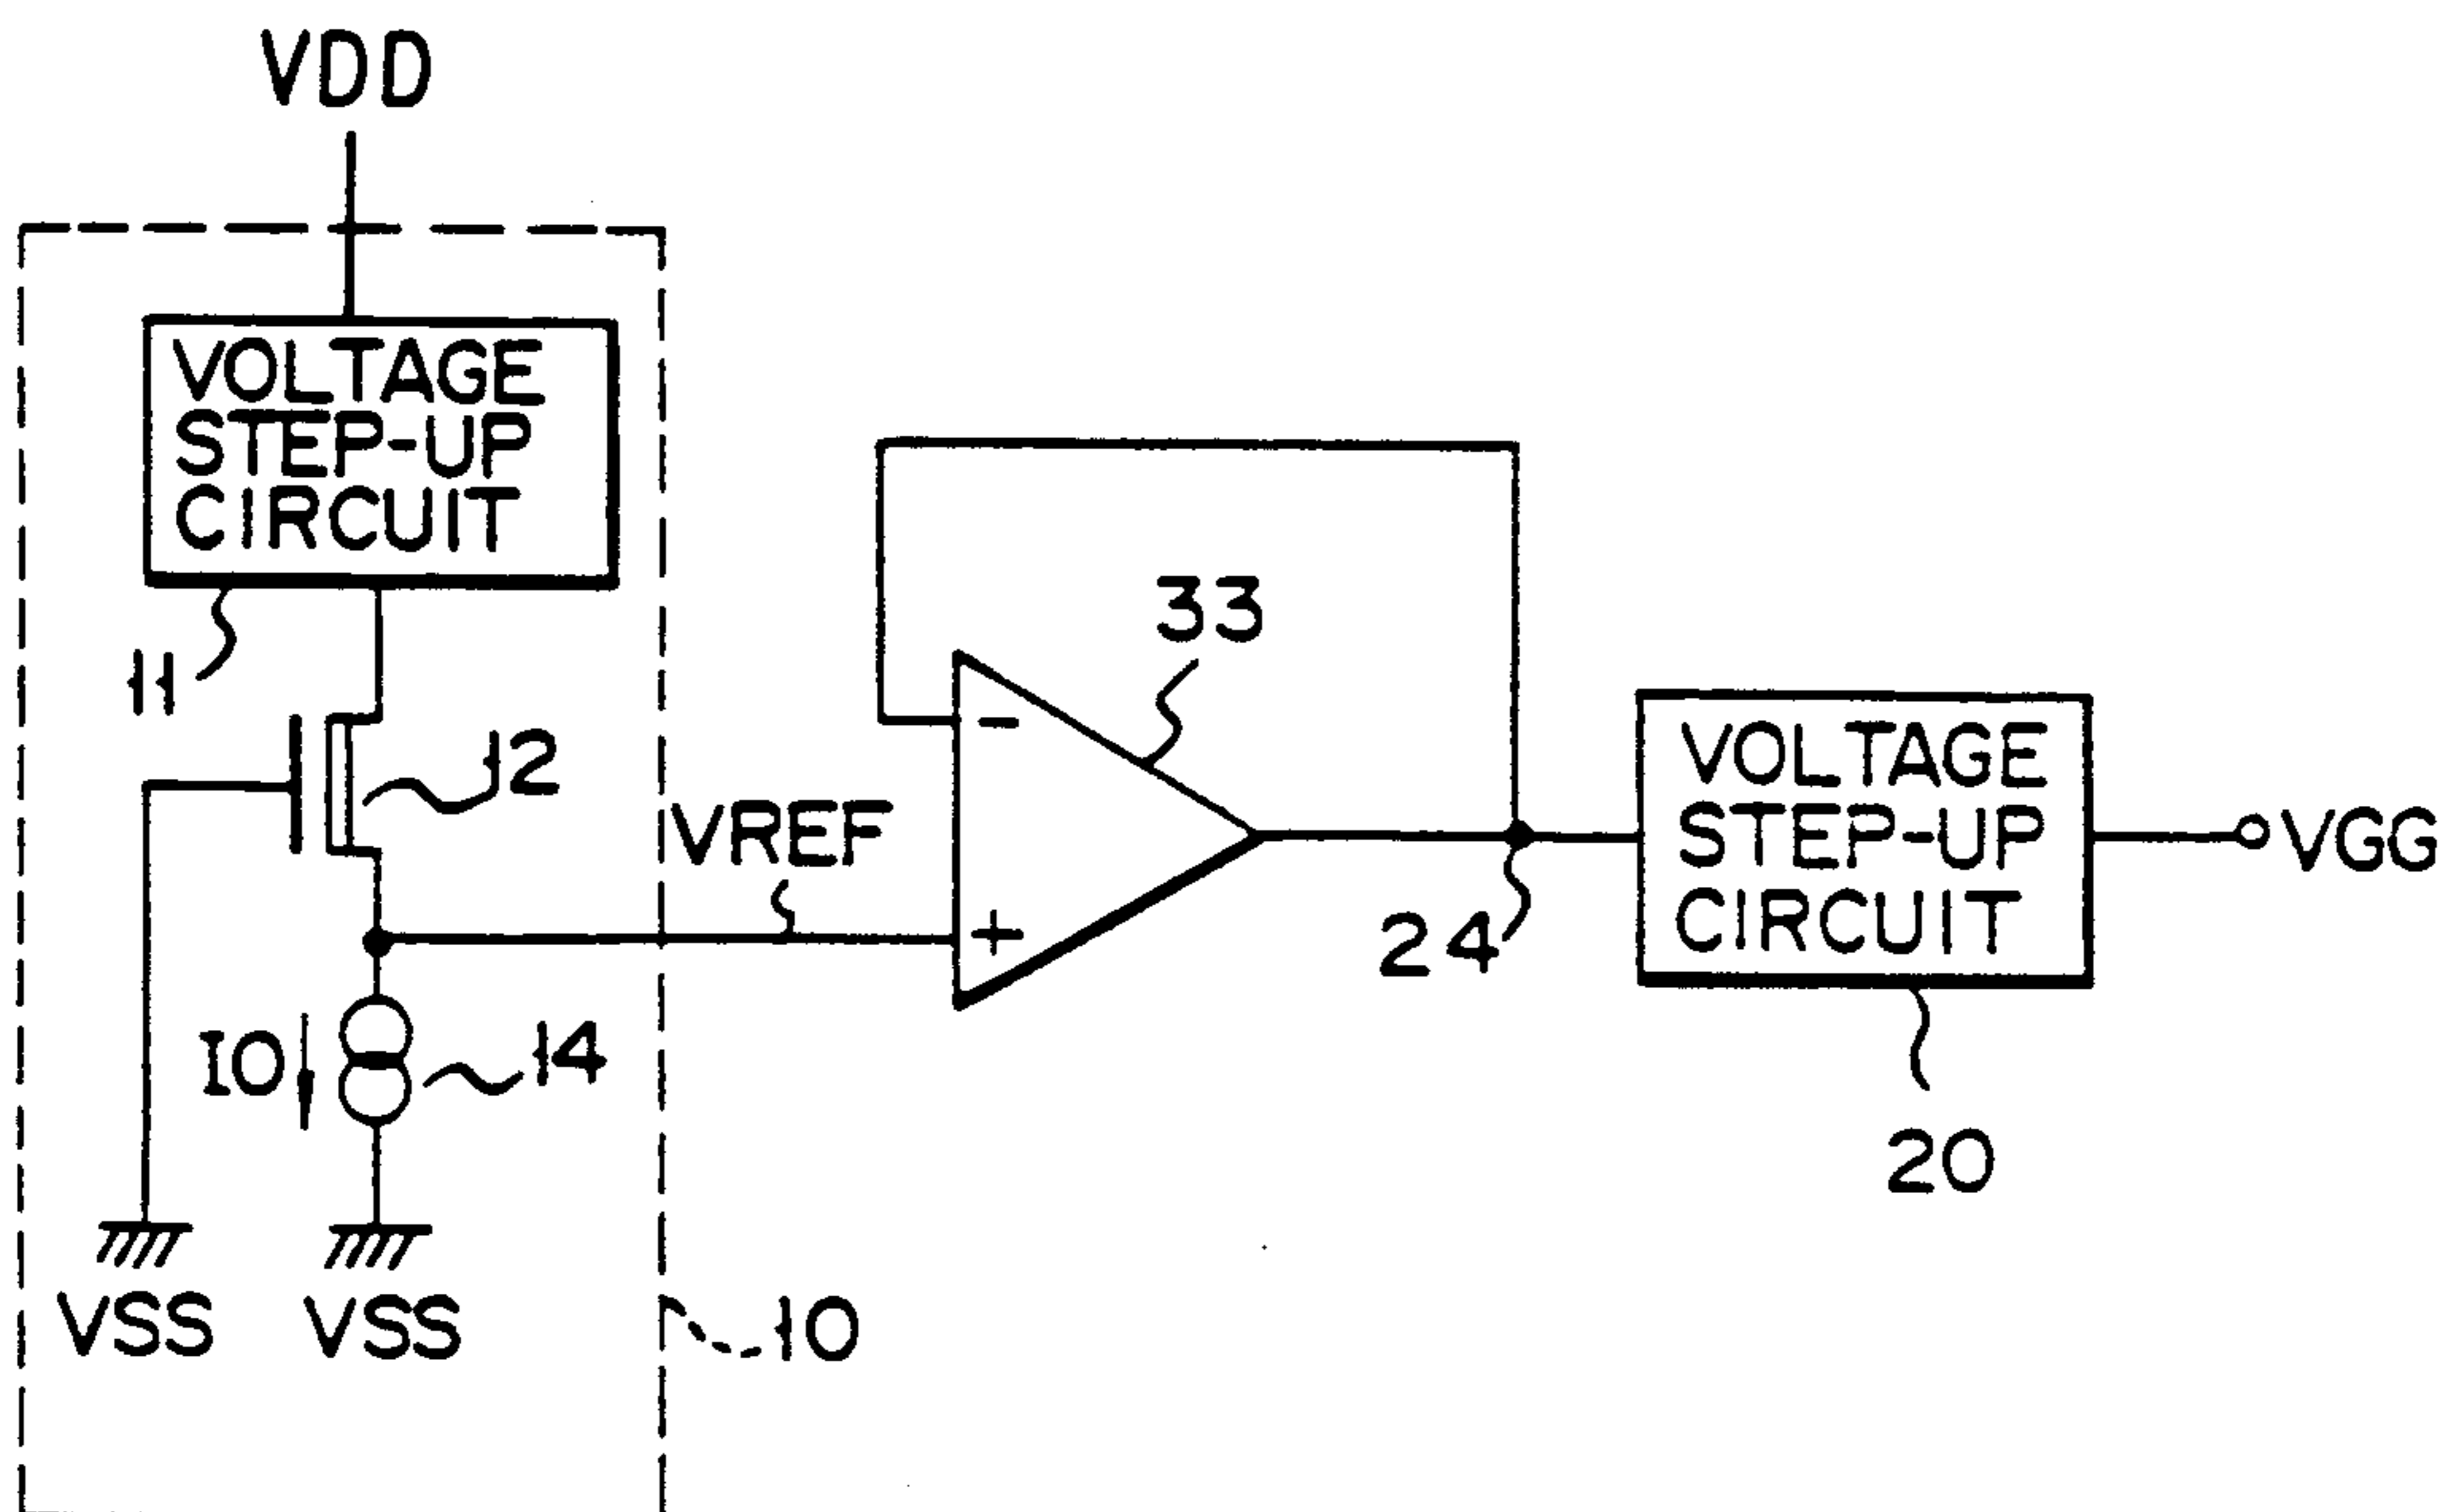 VDD
VOLTAGE
STEP-UP
CIRCUIT
11
12
VREF
33
-
+
24
VOLTAGE
STEP-UP
CIRCUIT
VGG
20
I0
14
VSS
VSS
10